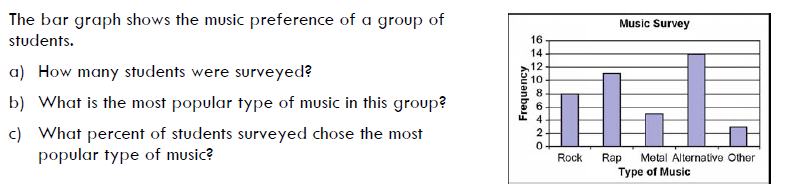 The bar graph shows the music preference of a group of
students.
a) How many students were surveyed?
b) What is the most popular type of music in this group?
c) What percent of students surveyed chose the most
popular type of music?
Music Survey
Frequency
16
14
12
10
8
6
4
2
0
Rock Rap Metal Alternative Other
Type of Music